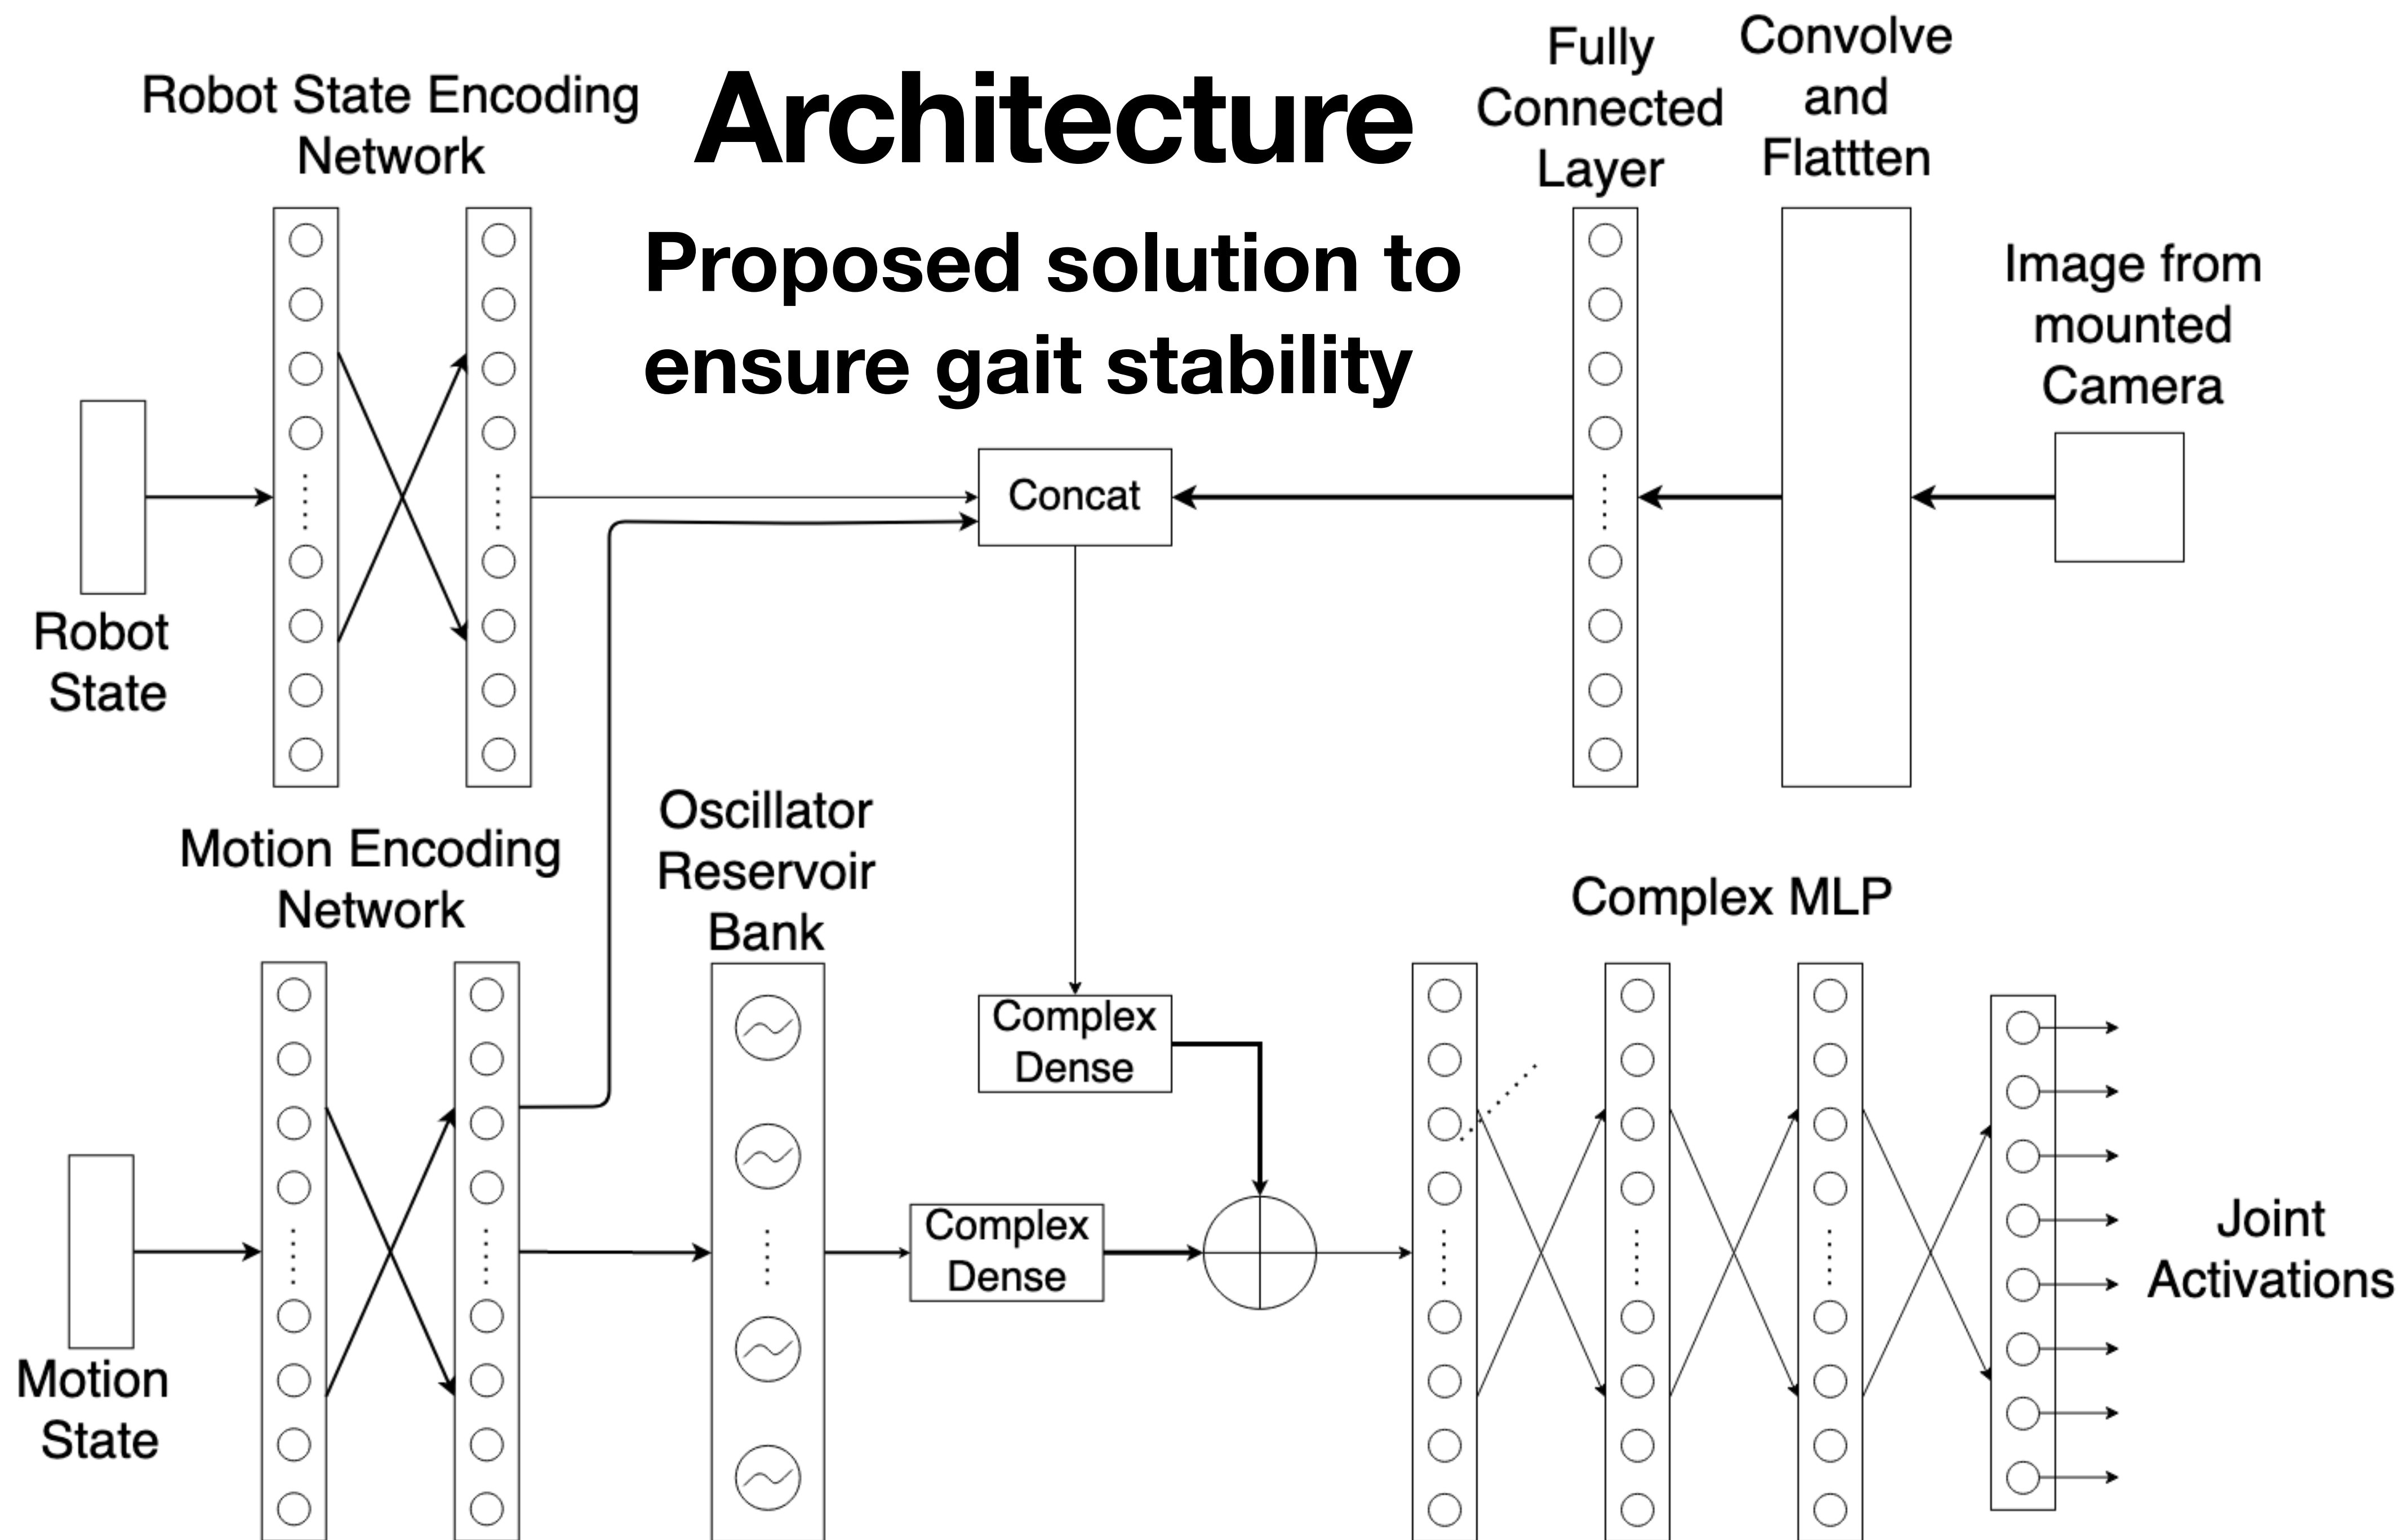 Architecture
Proposed solution to
ensure gait stability
Robot State Encoding
Network
Fully
Connected
Layer
Convolve
and
Flattten
Image from
mounted
Camera
Concat
Robot
State
Motion Encoding
Network
Oscillator
Reservoir
Bank
Complex MLP
Complex
Dense
Complex
Dense
Motion
State
Joint
Activations